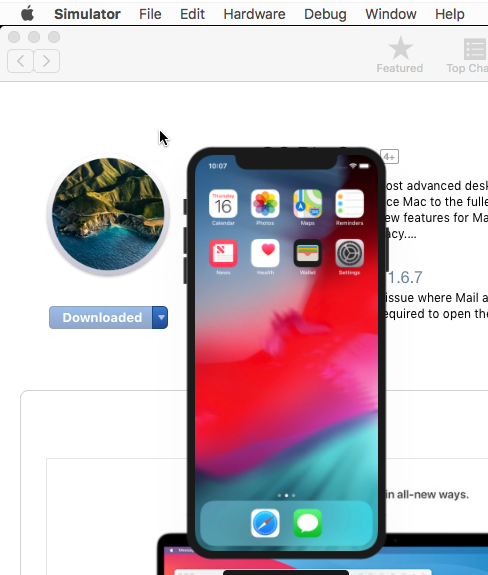 Simulator File Edit Hardware Debug Window Help
Featured
Top Cha
4+
10:07
ost advanced desk
ce Mac to the fulle
ew features for Ma
acy....
Thursday
16
Calendar Photos Maps Reminders
News Health Wallet Settings
1.6.7
issue where Mail a
equired to open the
Downloaded
in all-new ways.